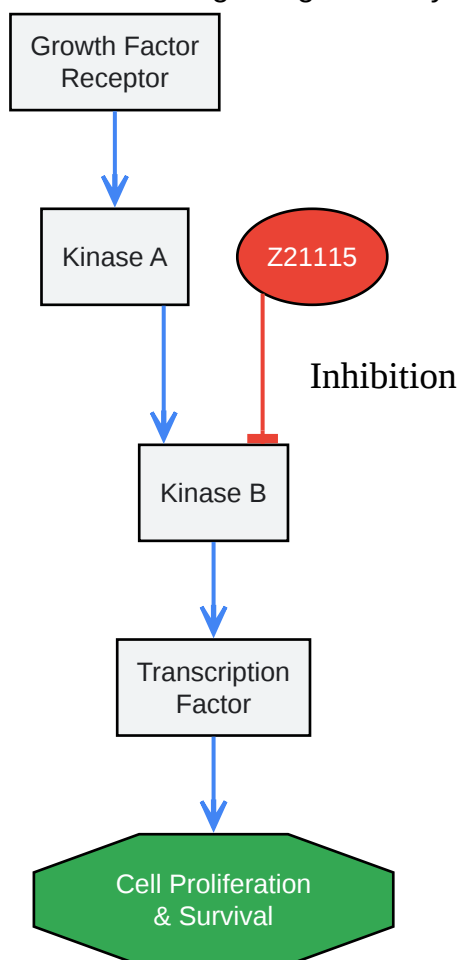 Growth Factor
Receptor
Kinase A
Z21115
Inhibition
Kinase B
Transcription
Factor
Cell Proliferation
& Survival